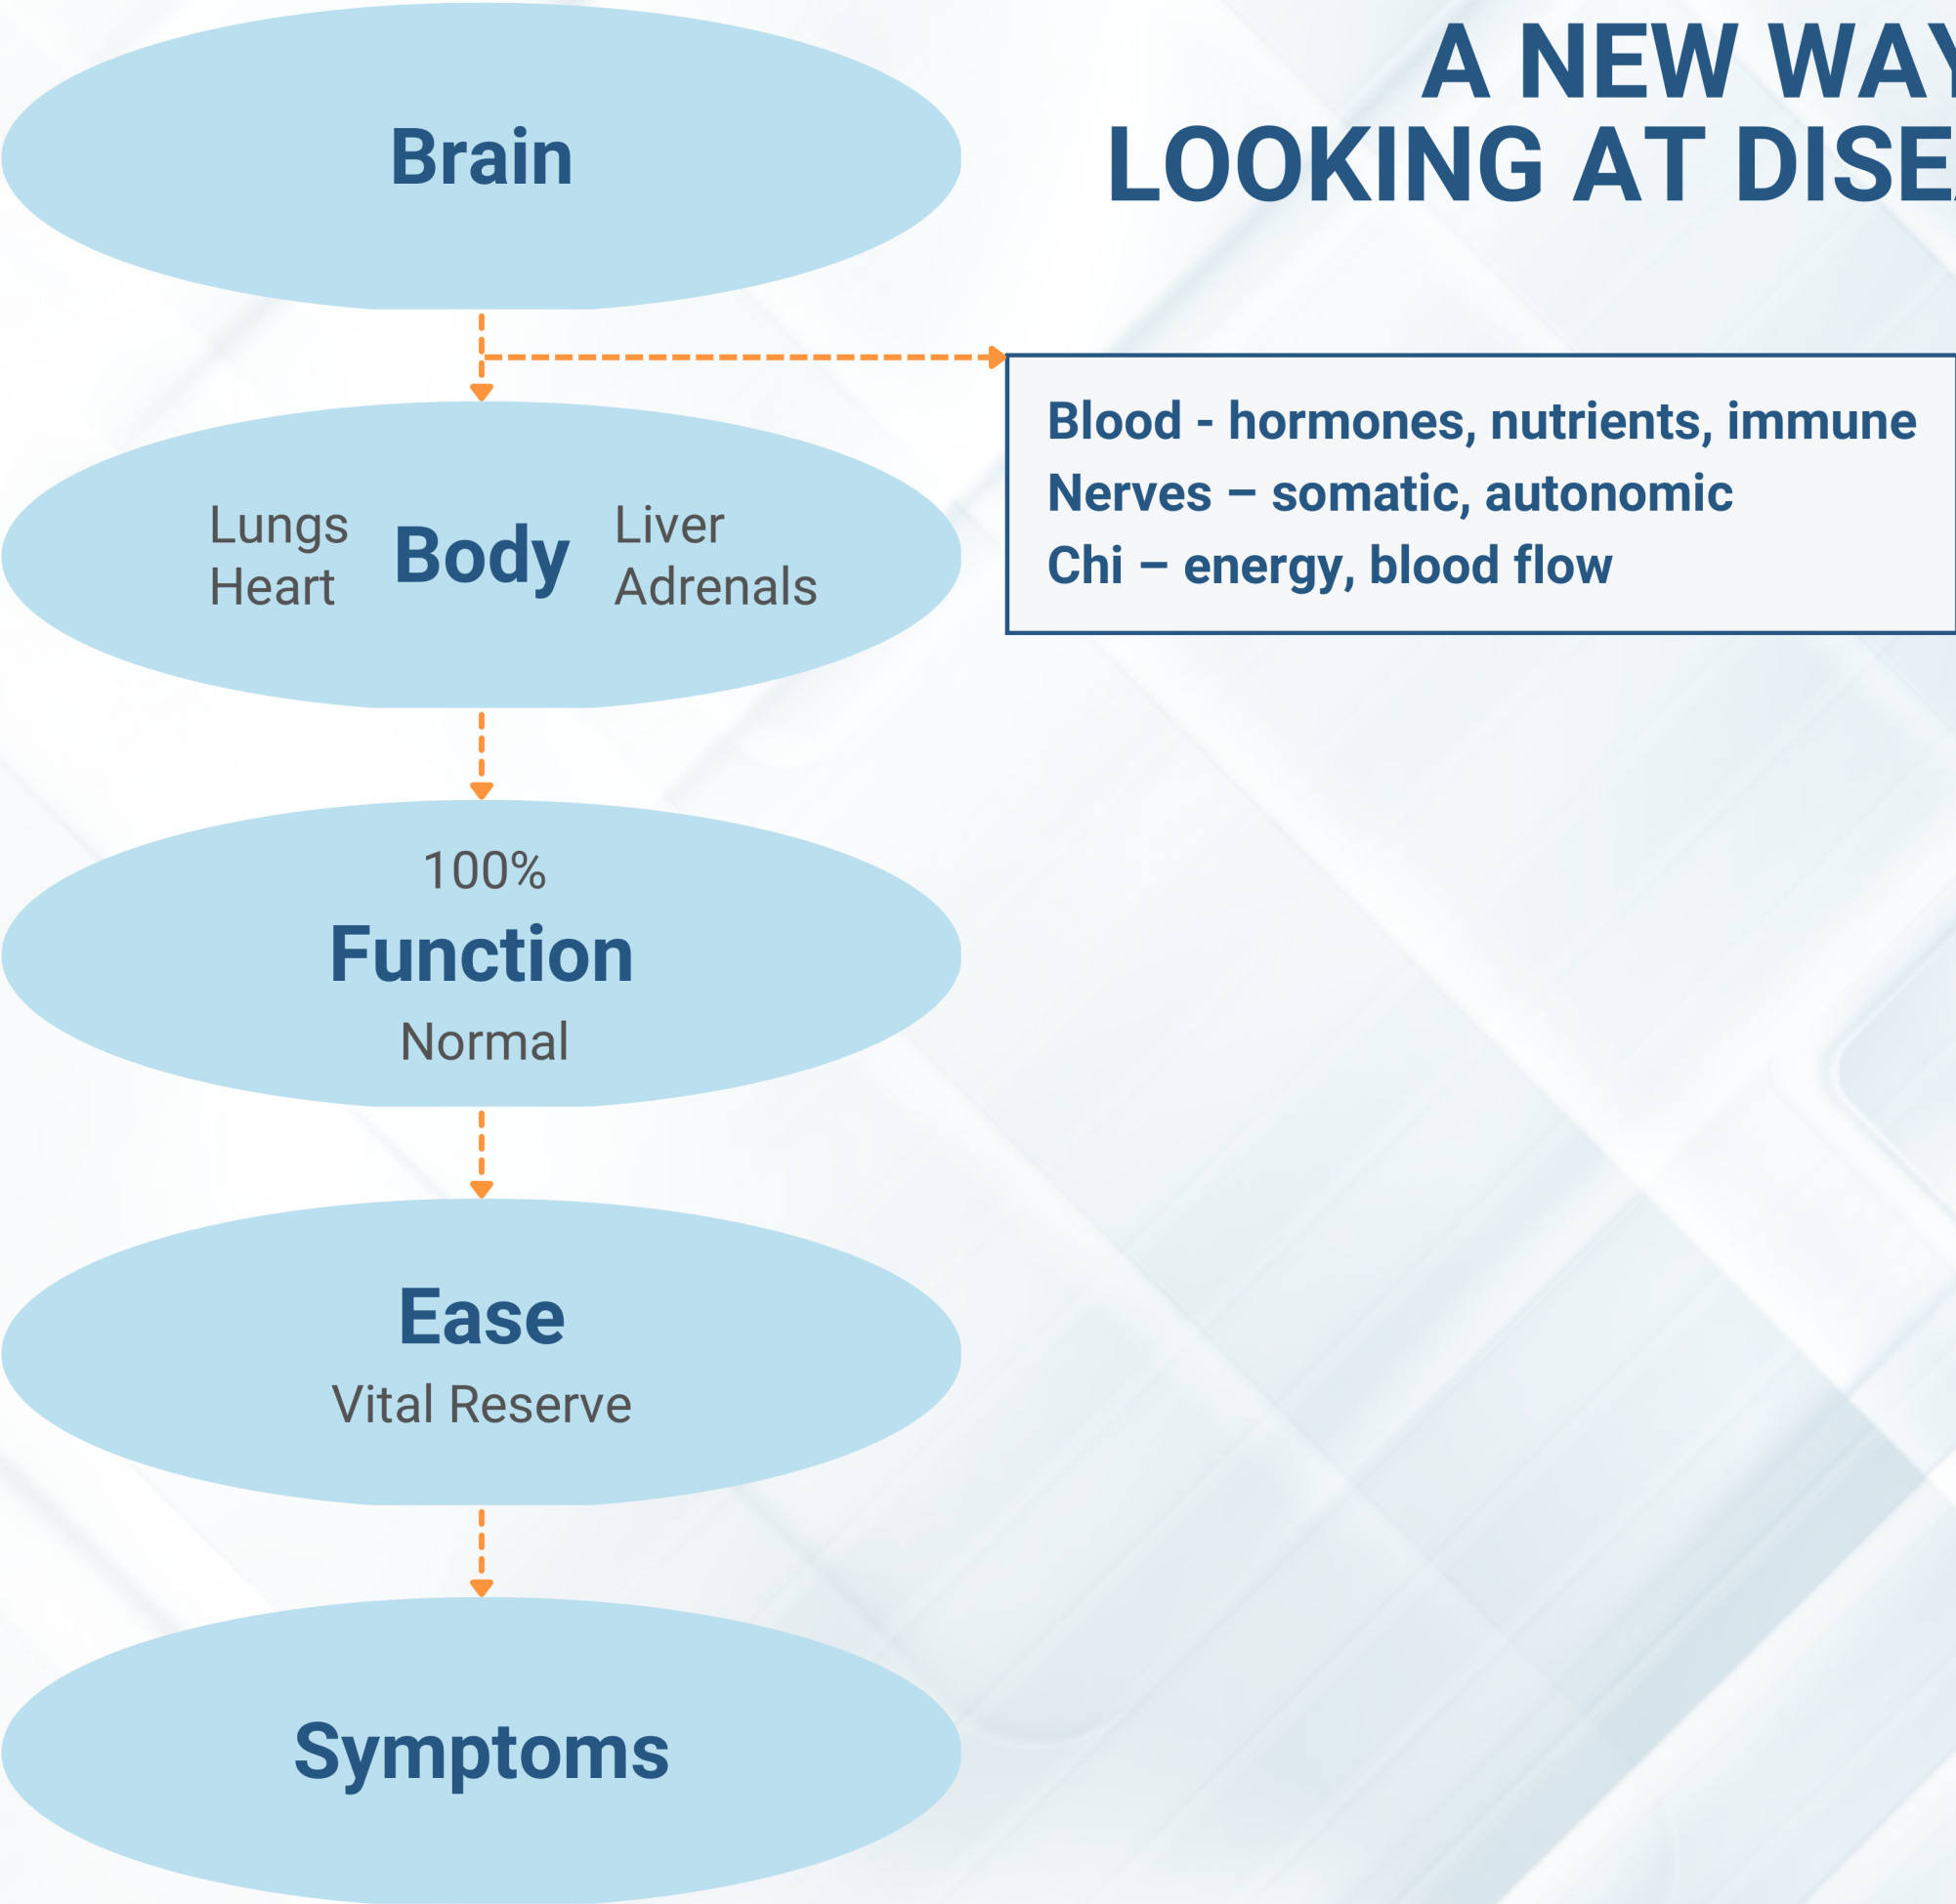 A NEW WAY
LOOKING AT DISE
Brain
Blood - hormones, nutrients, immune
Nerves – somatic, autonomic
Chi – energy, blood flow
Lungs
Heart
Body
Liver
Adrenals
100%
Function
Normal
Ease
Vital Reserve
Symptoms